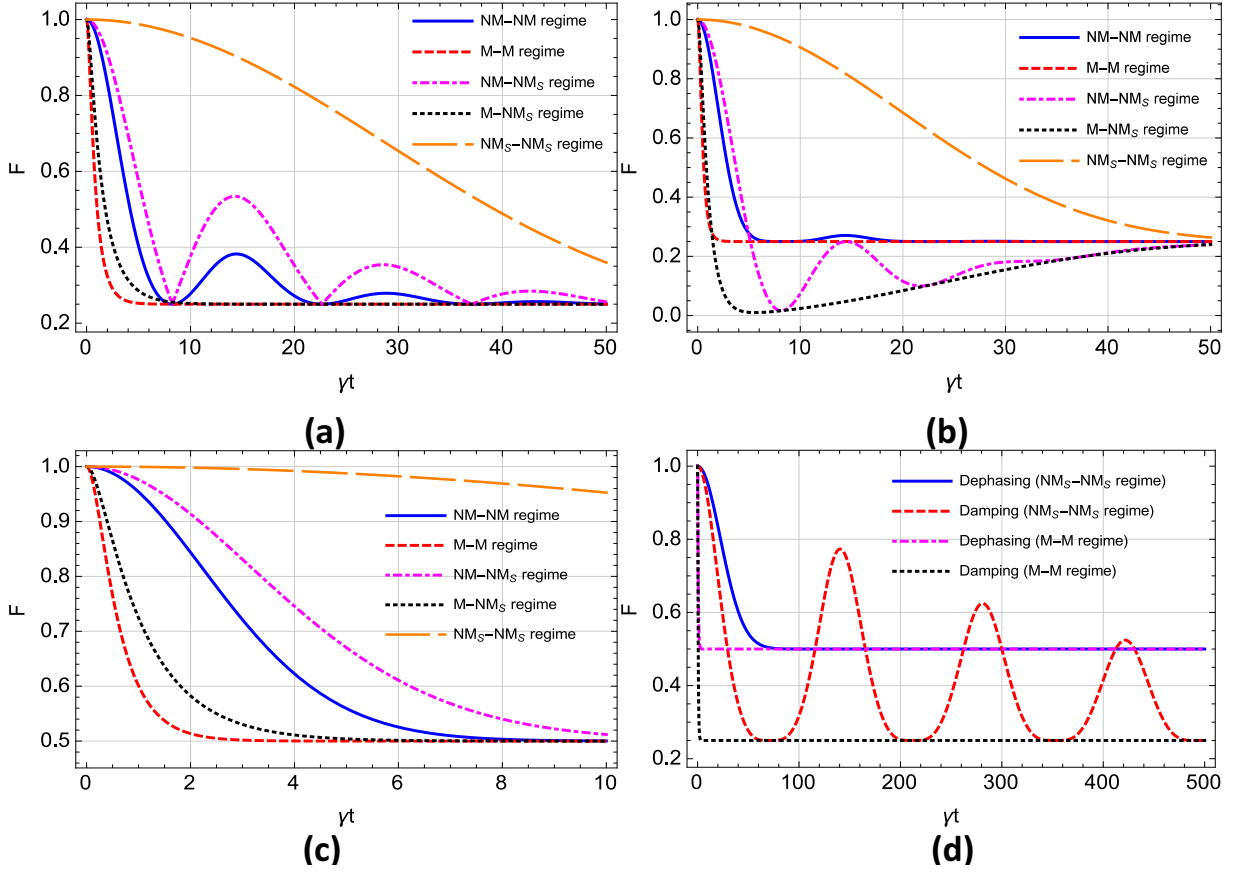 1.0
0.8
0.6
0.4
0.2
F
0 10 20 30 40 50
γt
NM–NM regime
M–M regime
NM–NM_S regime
M–NM_S regime
NM_S–NM_S regime
(a)
1.0
0.8
0.6
0.4
0.2
0.0
F
0 10 20 30 40 50
γt
NM–NM regime
M–M regime
NM–NM_S regime
M–NM_S regime
NM_S–NM_S regime
(b)
1.0
0.9
0.8
0.7
0.6
0.5
F
0 2 4 6 8 10
γt
NM–NM regime
M–M regime
NM–NM_S regime
M–NM_S regime
NM_S–NM_S regime
(c)
1.0
0.8
0.6
0.4
0.2
F
0 100 200 300 400 500
γt
Dephasing (NM_S–NM_S regime)
Damping (NM_S–NM_S regime)
Dephasing (M–M regime)
Damping (M–M regime)
(d)